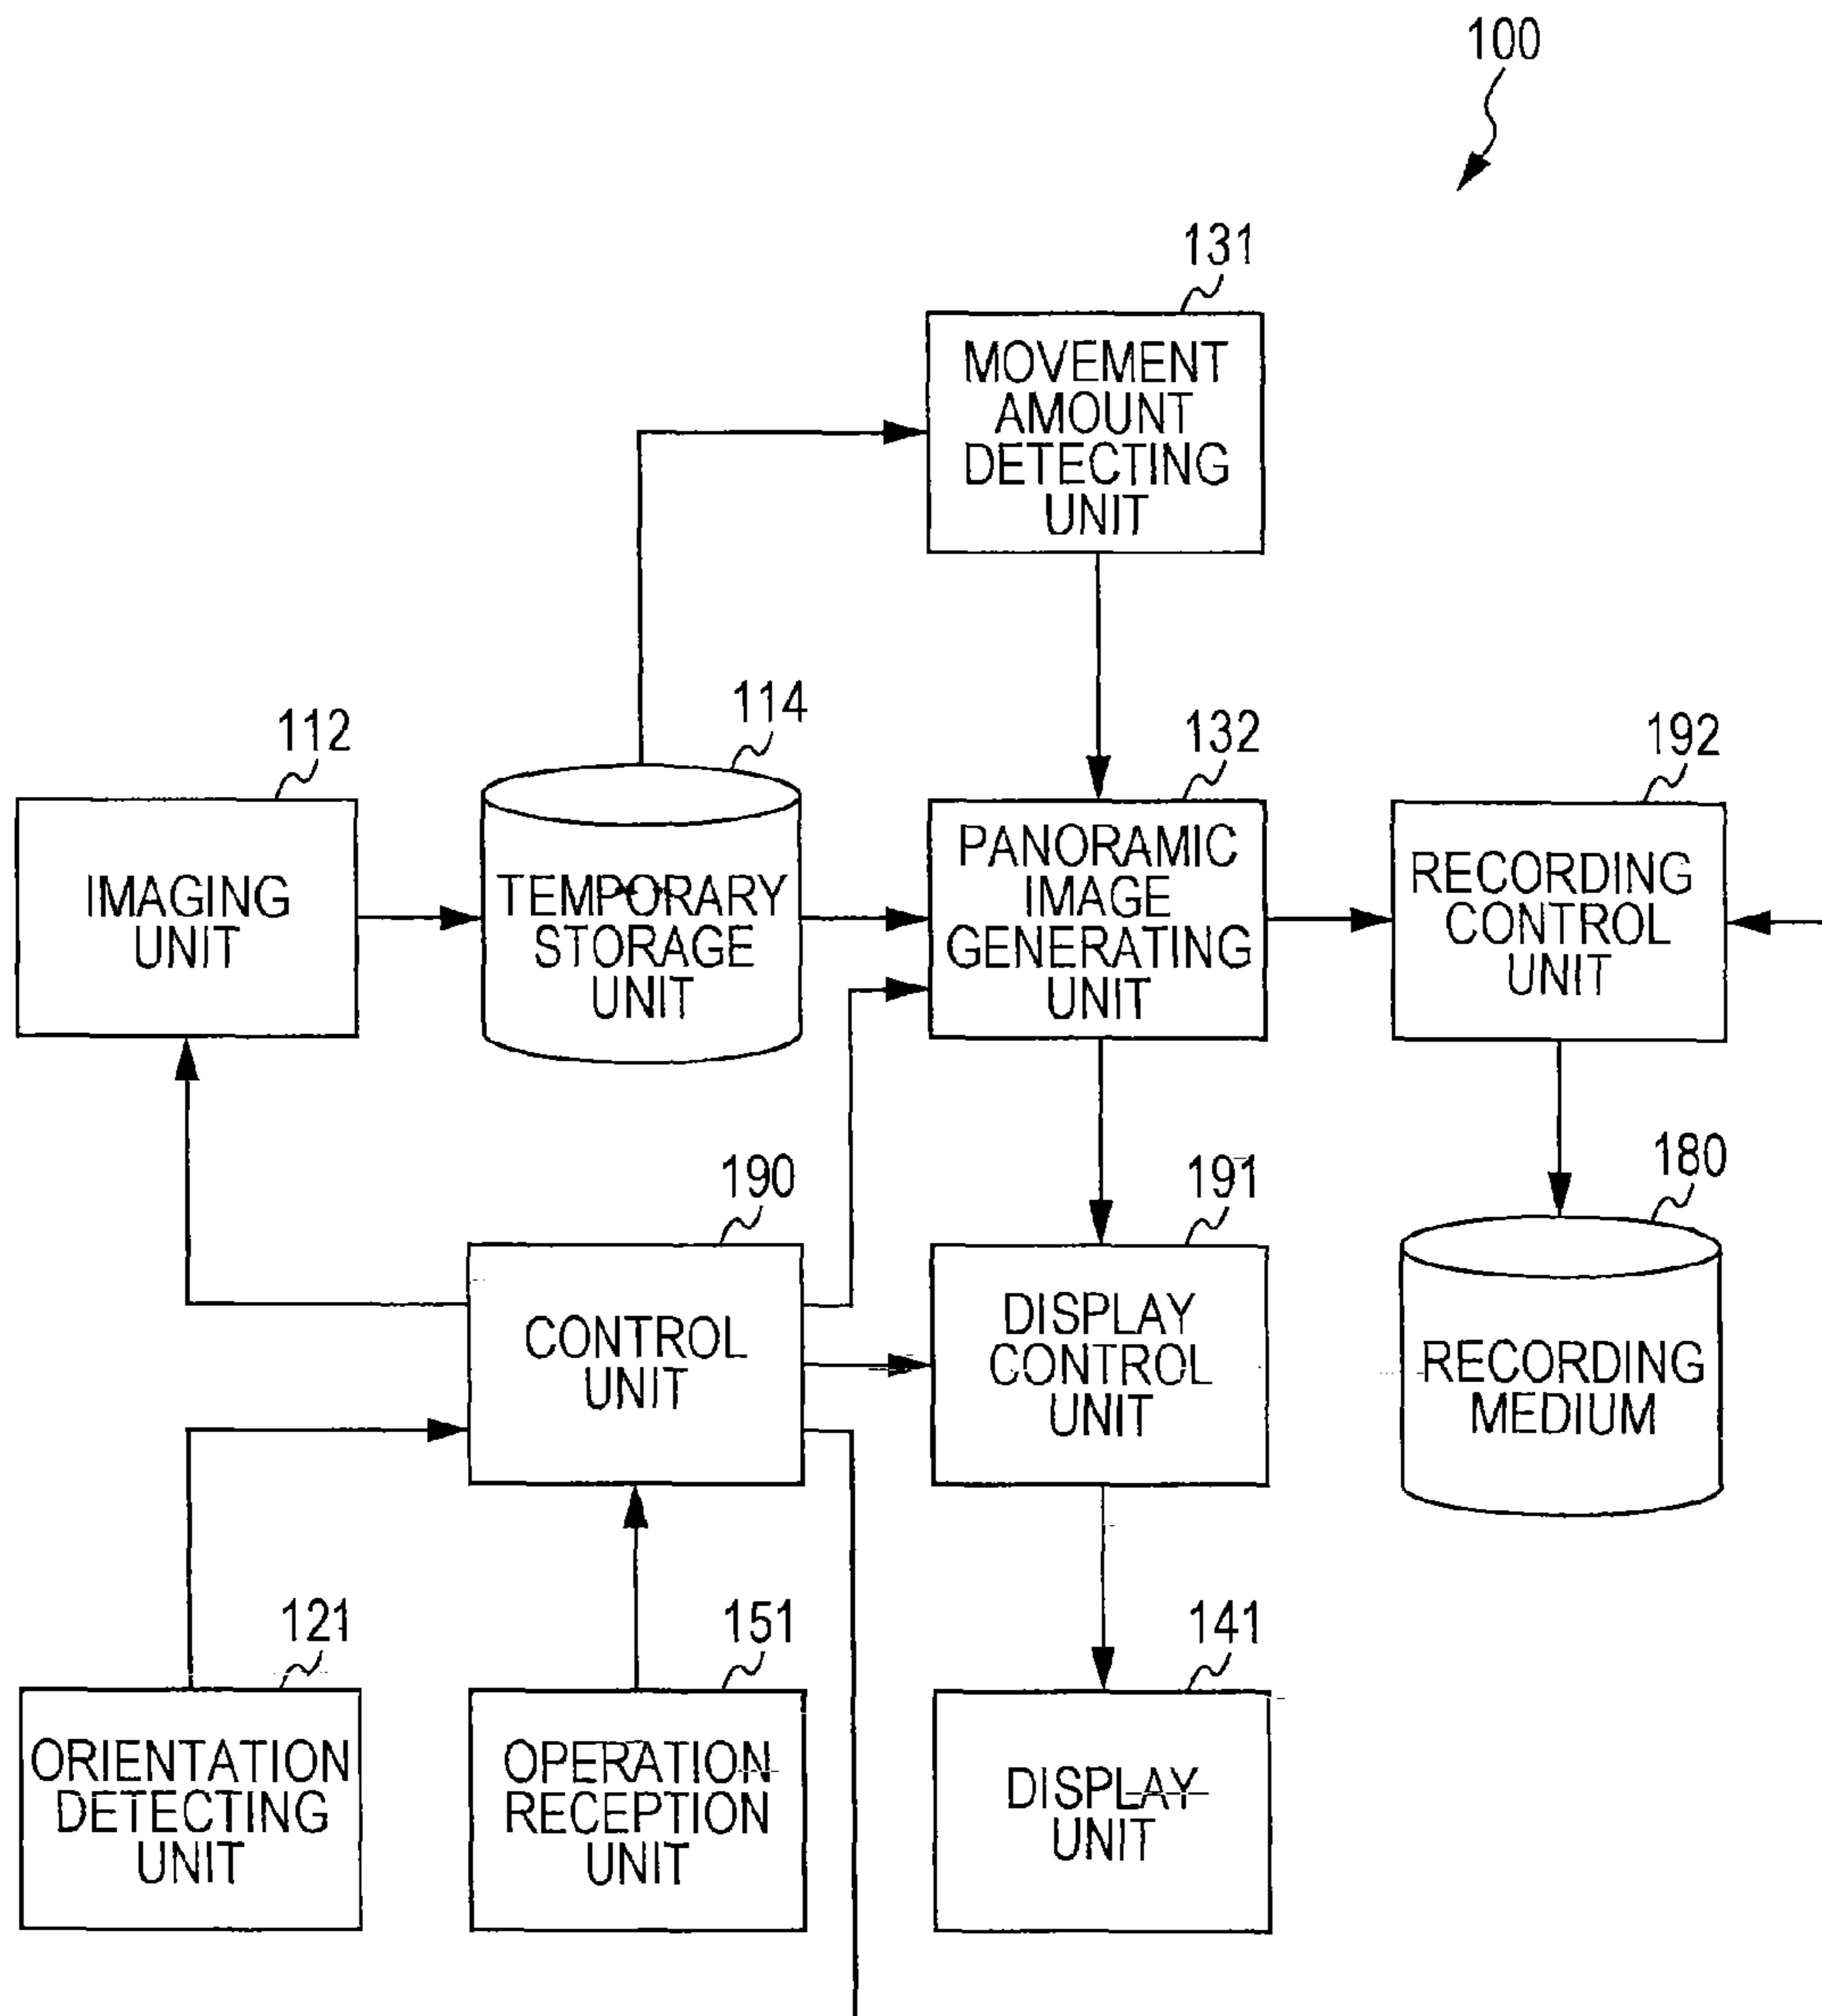 100
131
MOVEMENT
AMOUNT
DETECTING
UNIT
112
IMAGING
UNIT
114
TEMPORARY
STORAGE
UNIT
132
PANORAMIC
IMAGE
GENERATING
UNIT
192
RECORDING
CONTROL
UNIT
190
CONTROL
UNIT
191
DISPLAY
CONTROL
UNIT
180
RECORDING
MEDIUM
121
ORIENTATION
DETECTING
UNIT
151
OPERATION
RECEPTION
UNIT
141
DISPLAY
UNIT